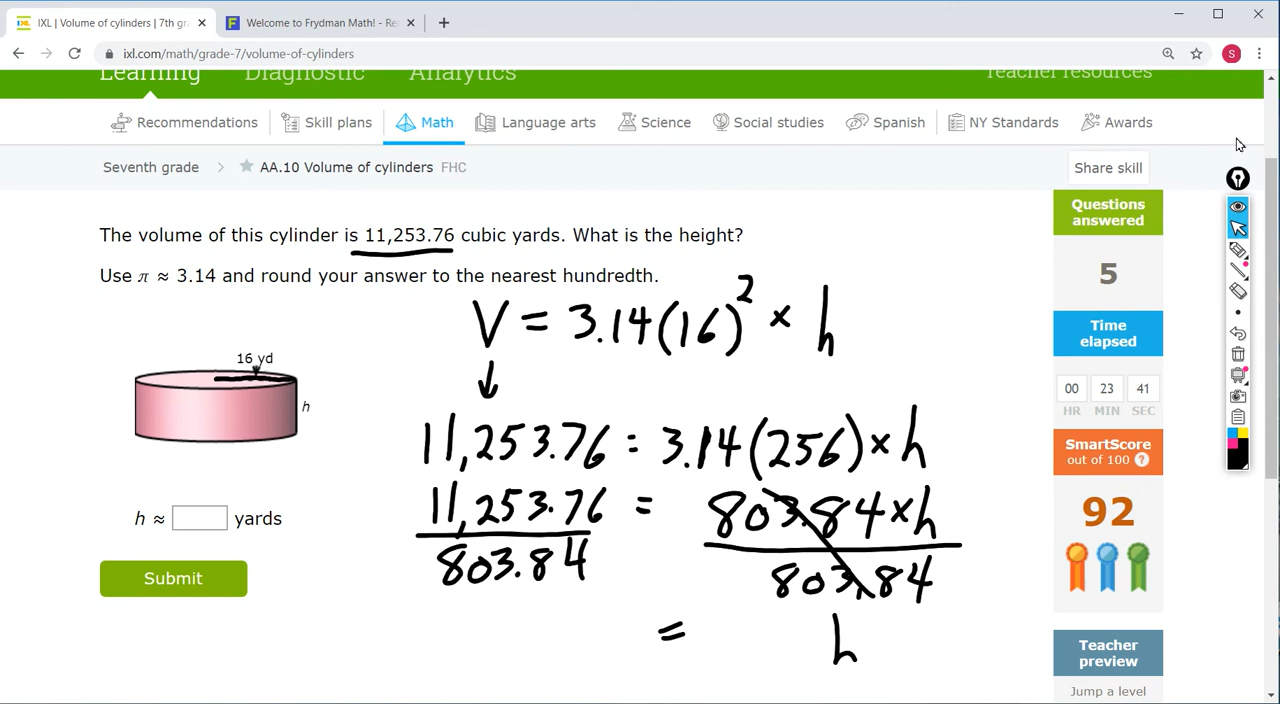 IXL | Volume of cylinders | 7th gra
Welcome to Frydman Math! - Re
ixl.com/math/grade-7/volume-of-cylinders
S
Learning Diagnostic Analytics Teacher resources
Recommendations Skill plans Math Language arts Science Social studies Spanish NY Standards Awards
Seventh grade > AA.10 Volume of cylinders FHC
Share skill
The volume of this cylinder is 11,253.76 cubic yards. What is the height?
Use π ≈ 3.14 and round your answer to the nearest hundredth.
16 yd
h
h ≈ yards
Submit
V = 3.14(16)² × h
11,253.76 = 3.14(256) × h
11,253.76 = 803.84 × h
803.84 803.84
= h
Questions
answered
5
Time
elapsed
00 23 41
HR MIN SEC
SmartScore
out of 100 ?
92
Teacher
preview
Jump a level